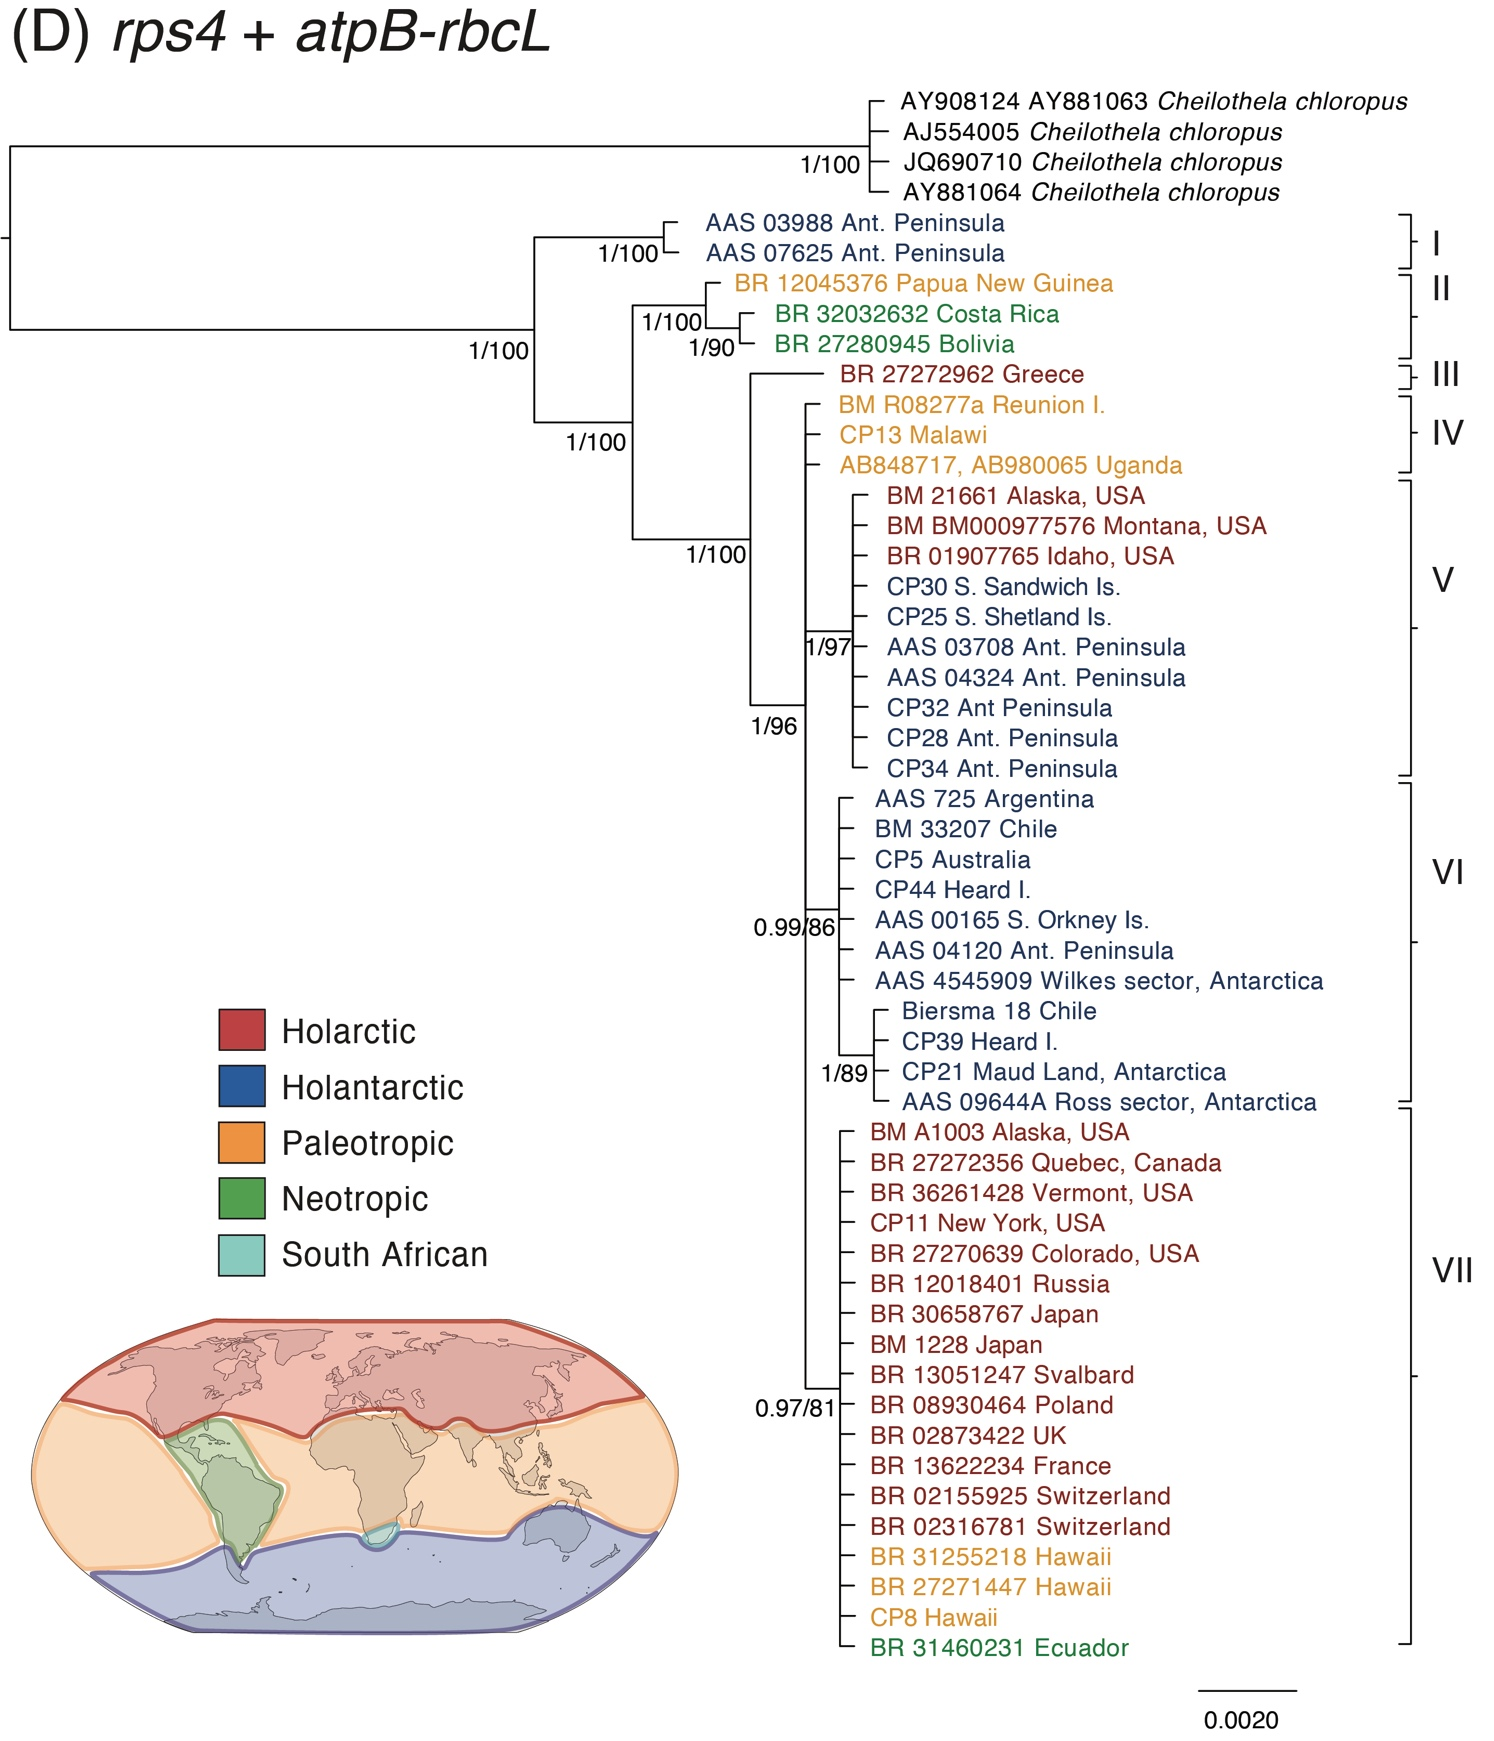 (D) rps4 + atpB-rbcL
AY908124 AY881063 Cheilothela chloropus
AJ554005 Cheilothela chloropus
1/100
JQ690710 Cheilothela chloropus
AY881064 Cheilothela chloropus
AAS 03988 Ant. Peninsula
I
1/100
AAS 07625 Ant. Peninsula
BR 12045376 Papua New Guinea
II
BR 32032632 Costa Rica
1/100
BR 27280945 Bolivia
1/90
1/100
BR 27272962 Greece
III
BM R08277a Reunion I.
CP13 Malawi
IV
1/100
AB848717, AB980065 Uganda
BM 21661 Alaska, USA
BM BM000977576 Montana, USA
1/100
BR 01907765 Idaho, USA
CP30 S. Sandwich Is.
V
CP25 S. Shetland Is.
1/97
AAS 03708 Ant. Peninsula
AAS 04324 Ant. Peninsula
CP32 Ant Peninsula
1/96
CP28 Ant. Peninsula
CP34 Ant. Peninsula
AAS 725 Argentina
BM 33207 Chile
CP5 Australia
VI
CP44 Heard I.
AAS 00165 S. Orkney Is.
0.99/86
AAS 04120 Ant. Peninsula
AAS 4545909 Wilkes sector, Antarctica
Biersma 18 Chile
CP39 Heard I.
1/89
CP21 Maud Land, Antarctica
AAS 09644A Ross sector, Antarctica
BM A1003 Alaska, USA
BR 27272356 Quebec, Canada
BR 36261428 Vermont, USA
CP11 New York, USA
BR 27270639 Colorado, USA
VII
BR 12018401 Russia
BR 30658767 Japan
BM 1228 Japan
BR 13051247 Svalbard
0.97/81
BR 08930464 Poland
BR 02873422 UK
BR 13622234 France
BR 02155925 Switzerland
BR 02316781 Switzerland
BR 31255218 Hawaii
BR 27271447 Hawaii
CP8 Hawaii
BR 31460231 Ecuador
0.0020
Holarctic
Holantarctic
Paleotropic
Neotropic
South African